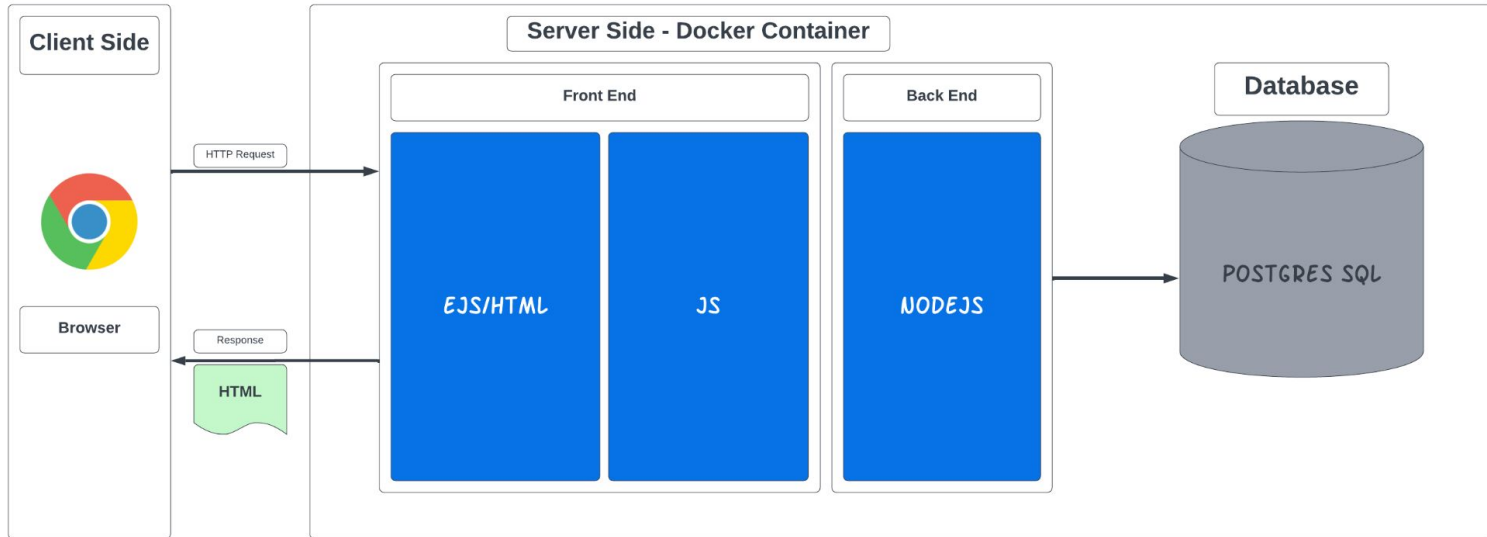 Client Side
Server Side - Docker Container
Front End
Back End
Database
HTTP Request
EJS/HTML
JS
NODEJS
POSTGRES SQL
Browser
Response
HTML